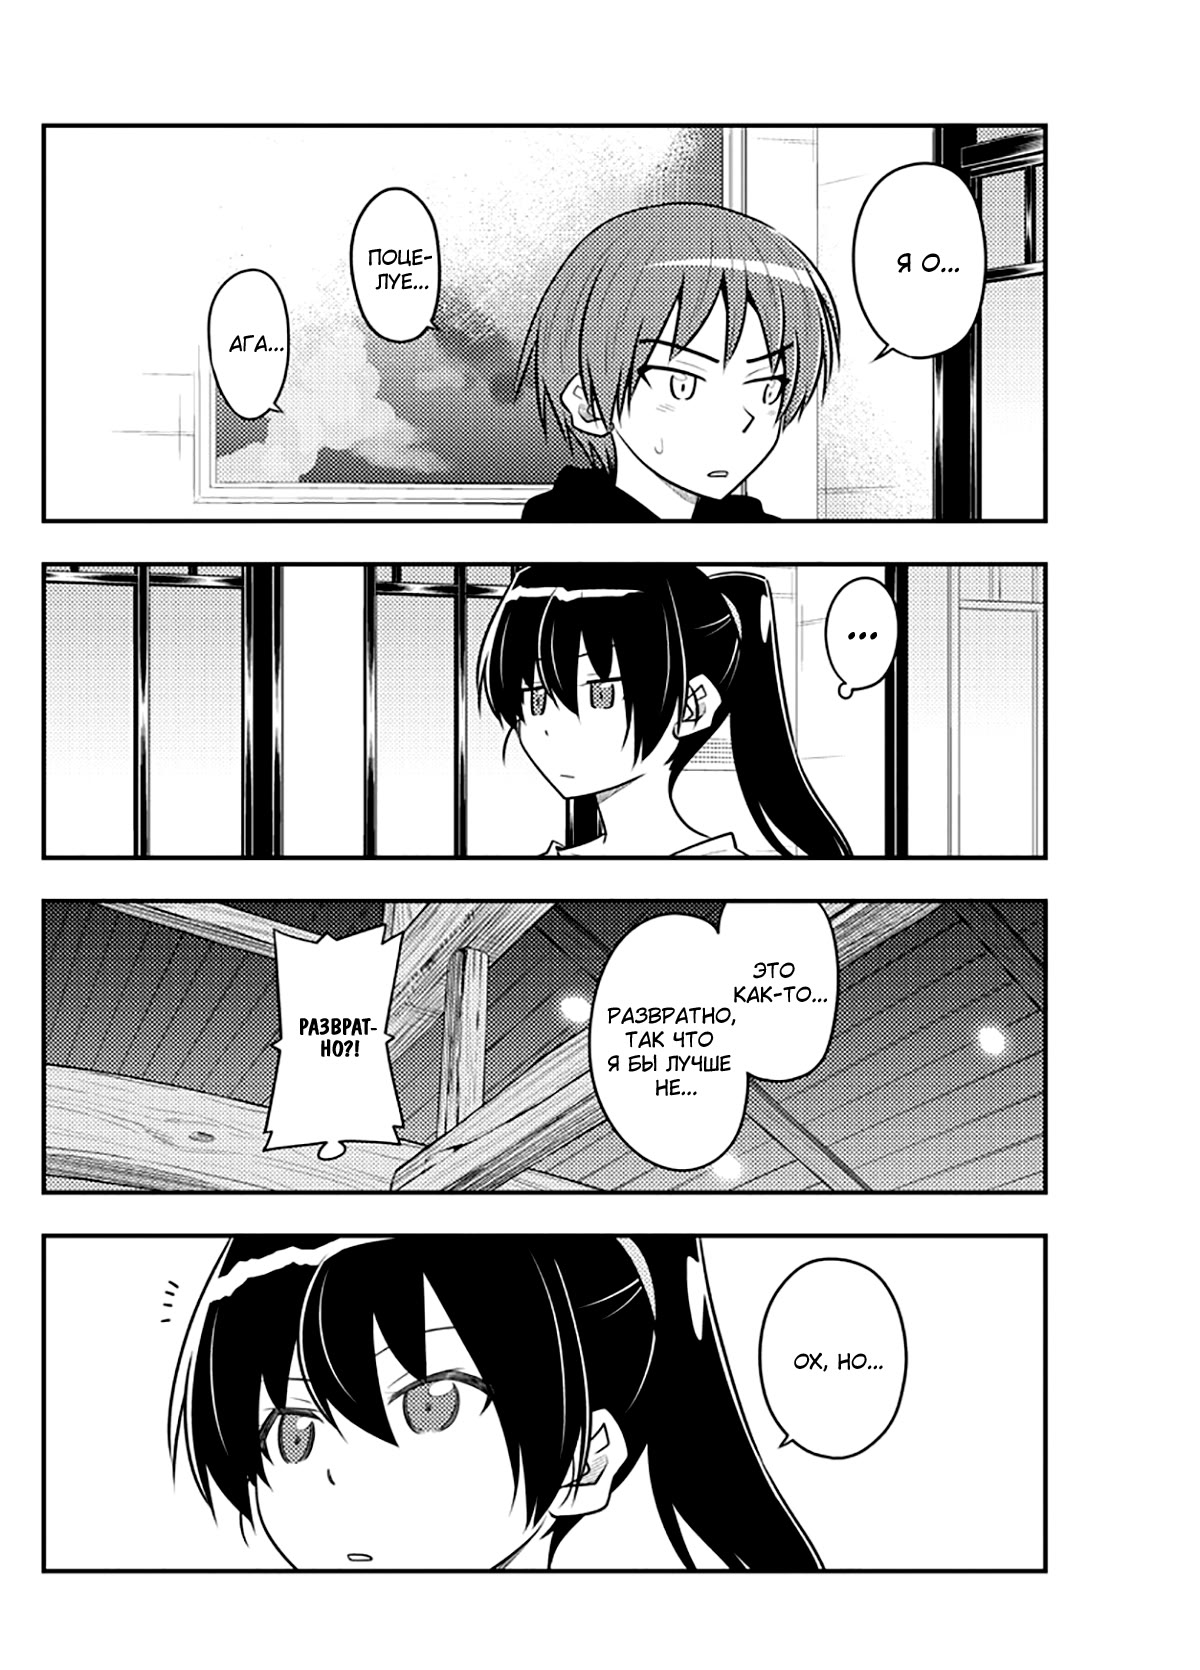 Я О...
ПОЦЕ-
ЛУЕ...
АГА...
...
ЭТО
КАК-ТО...
РАЗВРАТНО,
ТАК ЧТО
Я БЫ ЛУЧШЕ
НЕ...
РАЗВРАТ-
НО?!
ОХ, НО...